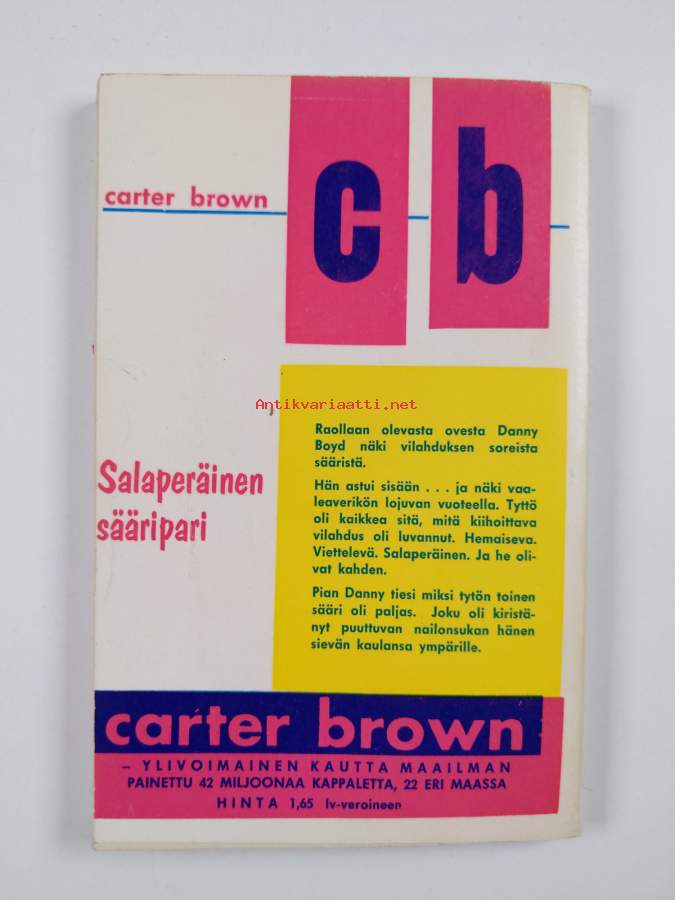 carter brown
c-b-
Antikvariaatti.net
Salaperäinen
sääripari
Raollaan olevasta ovesta Danny
Boyd näki vilahduksen soreista
sääristä.
Hän astui sisään . . . ja näki vaa-
leaverikön lojuvan vuoteella. Tyttö
oli kaikkea sitä, mitä kiihoittava
vilahdus oli luvannut. Hemaiseva.
Viettelevä. Salaperäinen. Ja he oli-
vat kahden.
Pian Danny tiesi miksi tytön toinen
sääri oli paljas. Joku oli kiristä-
nyt puuttuvan nailonsukan hänen
sievän kaulansa ympärille.
carter brown
– YLIVOIMAINEN KAUTTA MAAILMAN
PAINETTU 42 MILJOONAA KAPPALETTA, 22 ERI MAASSA
HINTA 1,65 lv-veroineen